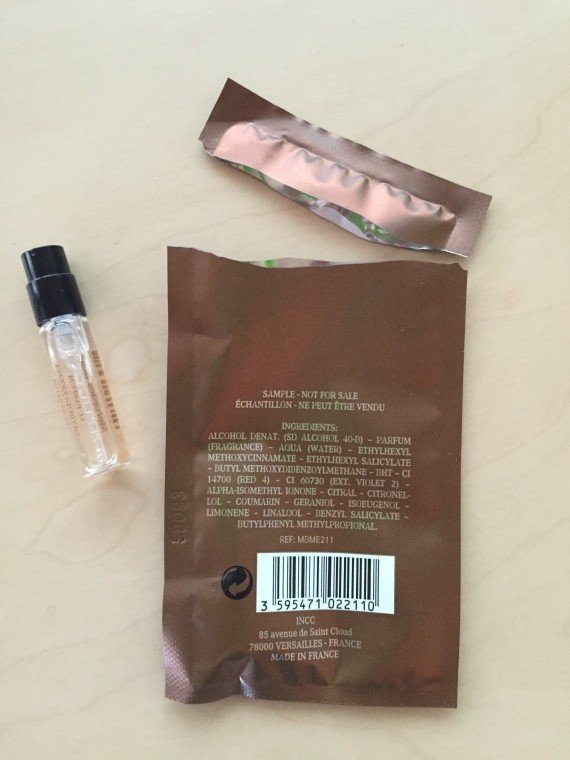 SAMPLE - NOT FOR SALE
ÉCHANTILLON - NE PEUT ÊTRE VENDU
INGREDIENTS:
ALCOHOL DENAT. (SD ALCOHOL 40-B) – PARFUM
(FRAGRANCE) – AQUA (WATER) – ETHYLHEXYL
METHOXYCINNAMATE – ETHYLHEXYL SALICYLATE
– BUTYL METHOXYDIBENZOYLMETHANE – BHT – CI
14700 (RED 4) – CI 60730 (EXT. VIOLET 2) –
ALPHA-ISOMETHYL IONONE – CITRAL – CITRONEL-
LOL – COUMARIN – GERANIOL – ISOEUGENOL –
LIMONENE – LINALOOL – BENZYL SALICYLATE –
BUTYLPHENYL METHYLPROPIONAL.
REF: MBME211
3 595471 022110
INCC
85 avenue de Saint Cloud
78000 VERSAILLES - FRANCE
MADE IN FRANCE